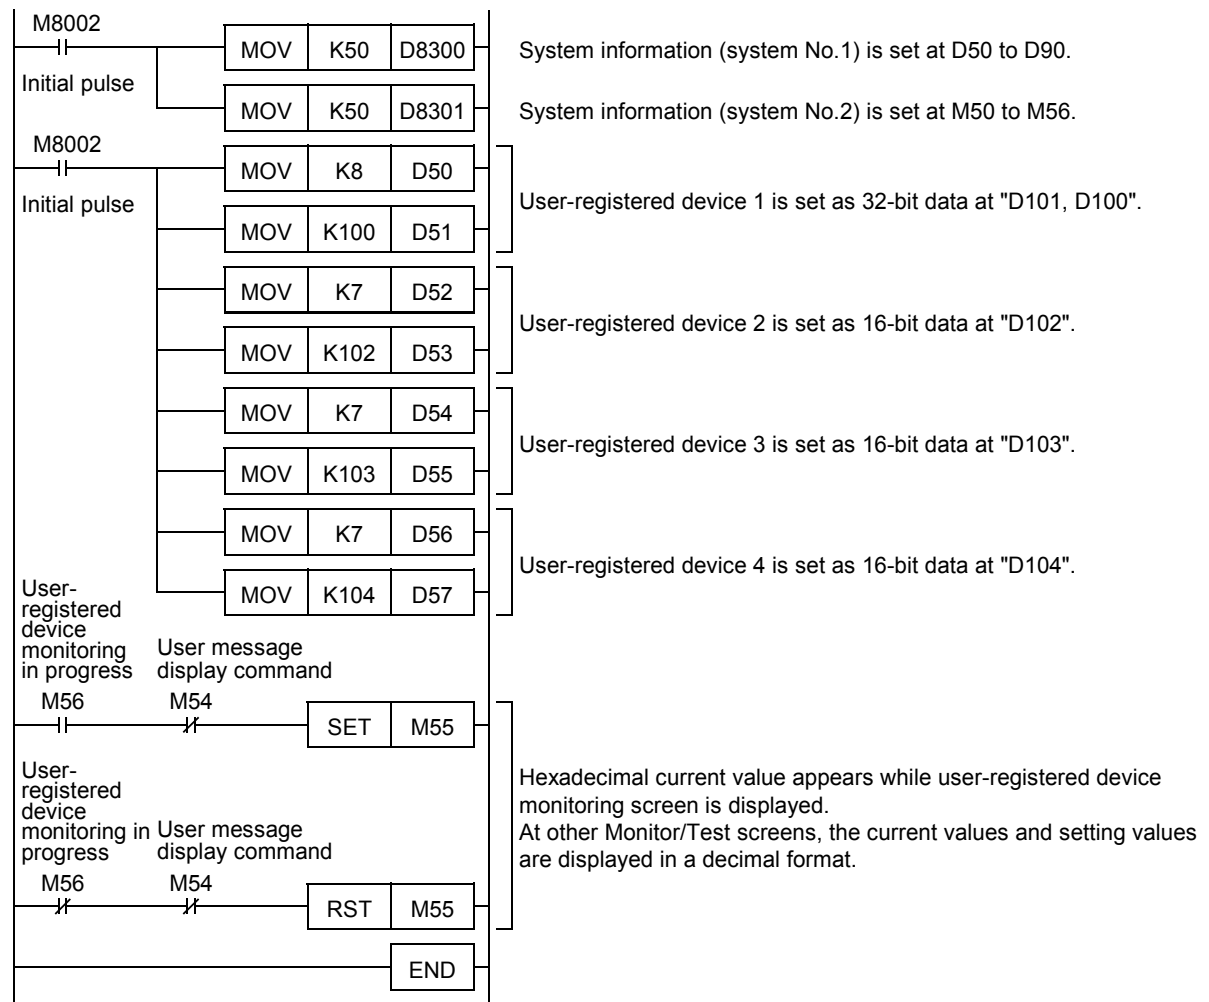 M8002
MOV K50 D8300
System information (system No.1) is set at D50 to D90.
Initial pulse
MOV K50 D8301
System information (system No.2) is set at M50 to M56.
M8002
MOV K8 D50
Initial pulse
User-registered device 1 is set as 32-bit data at "D101, D100".
MOV K100 D51
MOV K7 D52
User-registered device 2 is set as 16-bit data at "D102".
MOV K102 D53
MOV K7 D54
User-registered device 3 is set as 16-bit data at "D103".
MOV K103 D55
MOV K7 D56
User-registered device 4 is set as 16-bit data at "D104".
MOV K104 D57
User-
registered
device
monitoring
in progress
User message
display command
M56 M54
SET M55
Hexadecimal current value appears while user-registered device
monitoring screen is displayed.
At other Monitor/Test screens, the current values and setting values
are displayed in a decimal format.
User-
registered
device
monitoring in
progress
User message
display command
M56 M54
RST M55
END